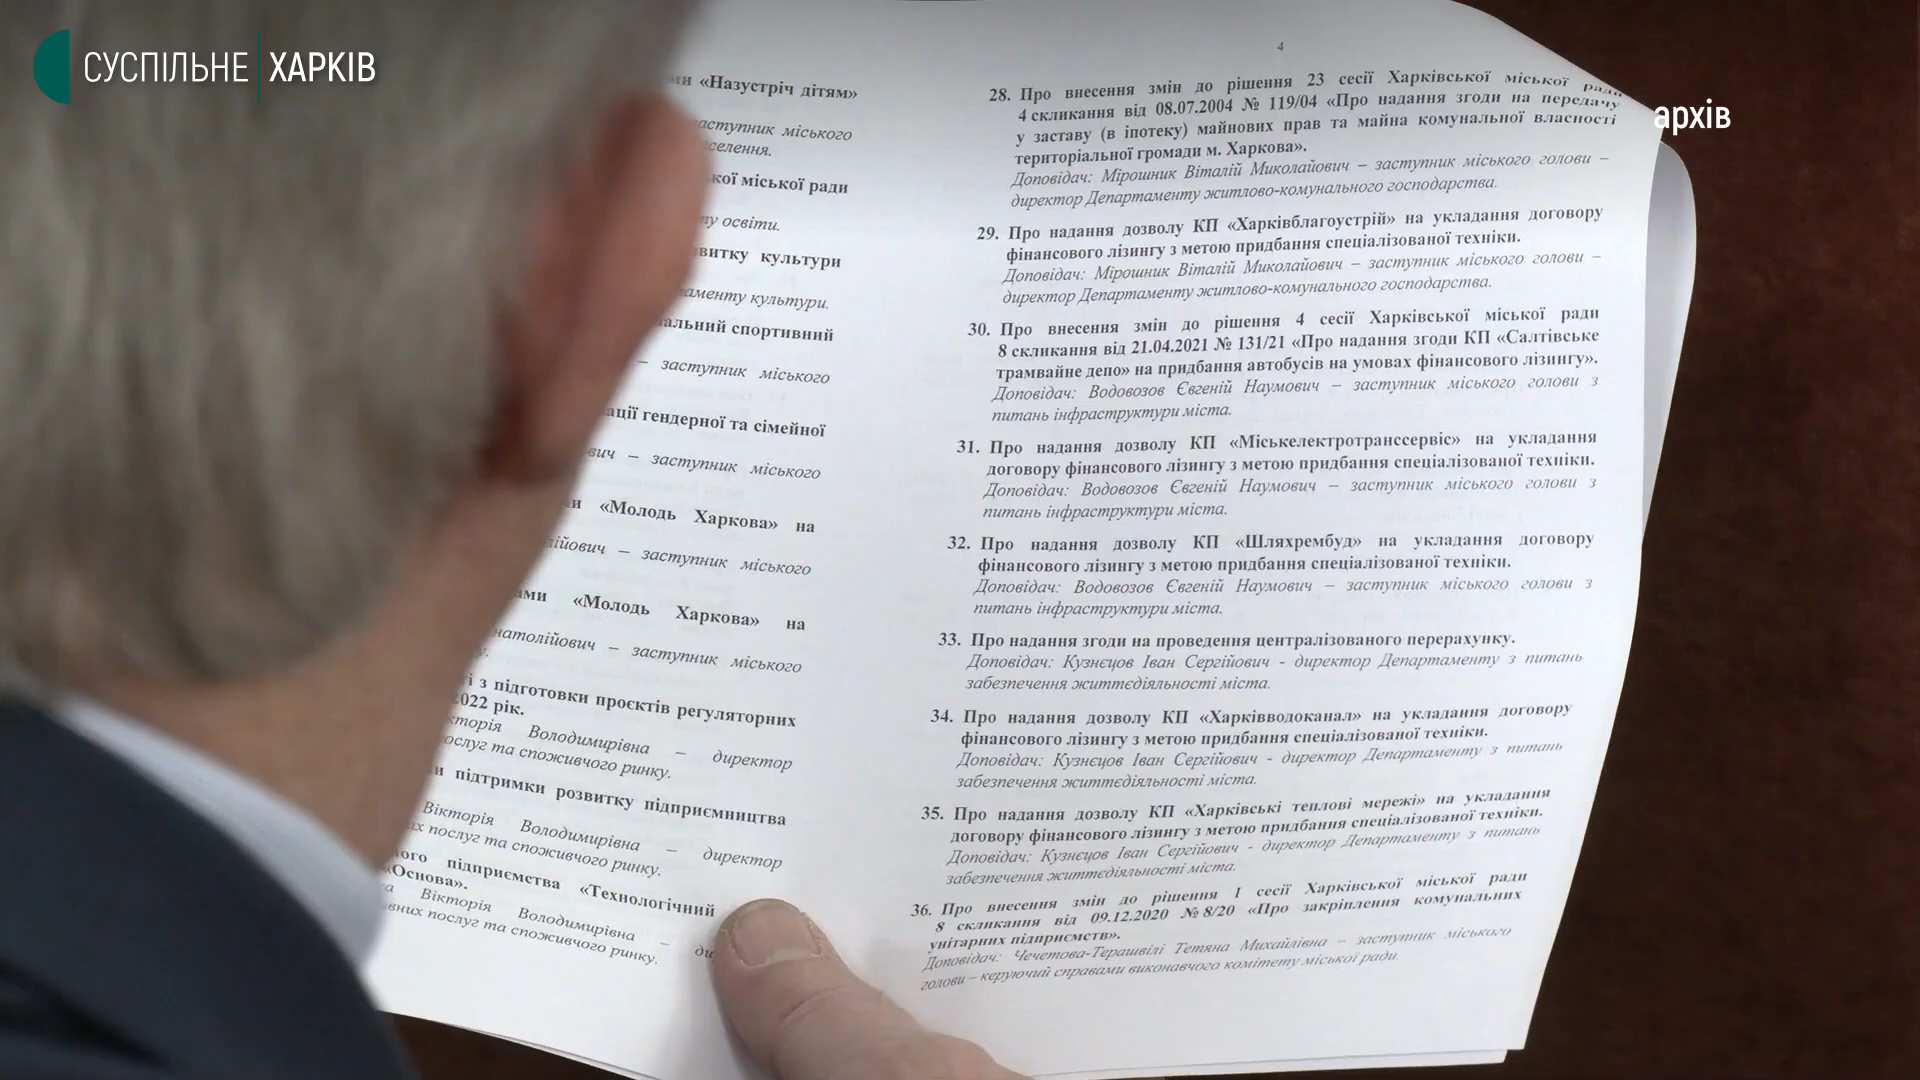 СУСПІЛЬНЕ ХАРКІВ
архів
«Назустріч дітям»
заступник міського
міської ради
освіти.
культури
культури.
спортивний
– заступник міського
гендерної та сімейної
– заступник міського
«Молодь Харкова» на
– заступник міського
«Молодь Харкова» на
– заступник міського
з підготовки проєктів регуляторних
2022 рік.
Володимирівна – директор
та споживчого ринку.
підтримки розвитку підприємництва
Вікторія Володимирівна – директор
послуг та споживчого ринку.
підприємства «Технологічний
«Основа».
Вікторія Володимирівна –
послуг та споживчого ринку.
4
28. Про внесення змін до рішення 23 сесії Харківської міської ради
4 скликання від 08.07.2004 № 119/04 «Про надання згоди на передачу
у заставу (в іпотеку) майнових прав та майна комунальної власності
територіальної громади м. Харкова».
Доповідач: Мірошник Віталій Миколайович – заступник міського голови –
директор Департаменту житлово-комунального господарства.
29. Про надання дозволу КП «Харківблагоустрій» на укладання договору
фінансового лізингу з метою придбання спеціалізованої техніки.
Доповідач: Мірошник Віталій Миколайович – заступник міського голови –
директор Департаменту житлово-комунального господарства.
30. Про внесення змін до рішення 4 сесії Харківської міської ради
8 скликання від 21.04.2021 № 131/21 «Про надання згоди КП «Салтівське
трамвайне депо» на придбання автобусів на умовах фінансового лізингу».
Доповідач: Водовозов Євгеній Наумович – заступник міського голови з
питань інфраструктури міста.
31. Про надання дозволу КП «Міськелектротранссервіс» на укладання
договору фінансового лізингу з метою придбання спеціалізованої техніки.
Доповідач: Водовозов Євгеній Наумович – заступник міського голови з
питань інфраструктури міста.
32. Про надання дозволу КП «Шляхрембуд» на укладання договору
фінансового лізингу з метою придбання спеціалізованої техніки.
Доповідач: Водовозов Євгеній Наумович – заступник міського голови з
питань інфраструктури міста.
33. Про надання згоди на проведення централізованого перерахунку.
Доповідач: Кузнєцов Іван Сергійович - директор Департаменту з питань
забезпечення життєдіяльності міста.
34. Про надання дозволу КП «Харківводоканал» на укладання договору
фінансового лізингу з метою придбання спеціалізованої техніки.
Доповідач: Кузнєцов Іван Сергійович - директор Департаменту з питань
забезпечення життєдіяльності міста.
35. Про надання дозволу КП «Харківські теплові мережі» на укладання
договору фінансового лізингу з метою придбання спеціалізованої техніки.
Доповідач: Кузнєцов Іван Сергійович - директор Департаменту з питань
забезпечення життєдіяльності міста.
36. Про внесення змін до рішення 1 сесії Харківської міської ради
8 скликання від 09.12.2020 № 8/20 «Про закріплення комунальних
унітарних підприємств».
Доповідач: Чечетова-Терашвілі Тетяна Михайлівна – заступник міського
голови – керуючий справами виконавчого комітету міської ради.